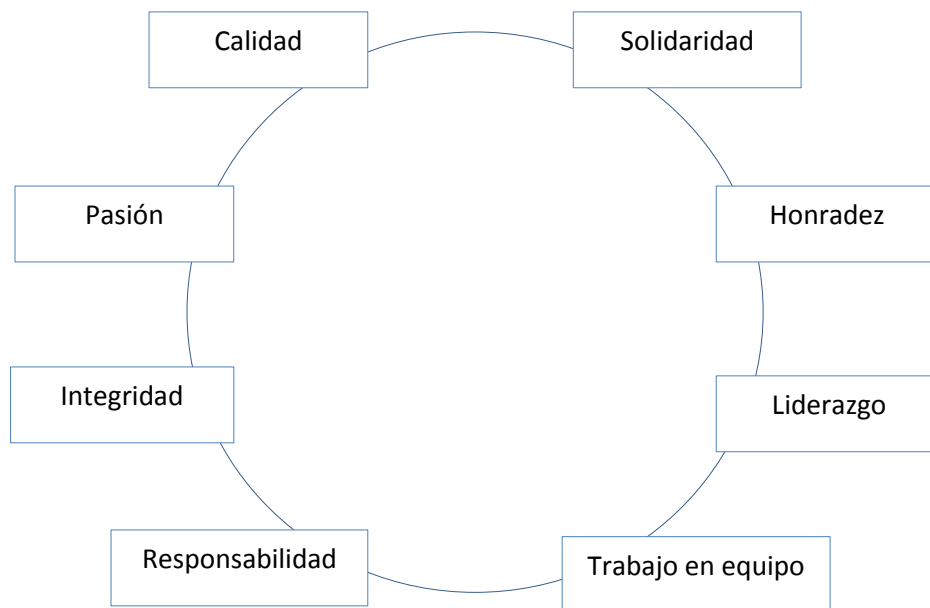 Calidad
Solidaridad
Pasión
Honradez
Integridad
Liderazgo
Responsabilidad
Trabajo en equipo